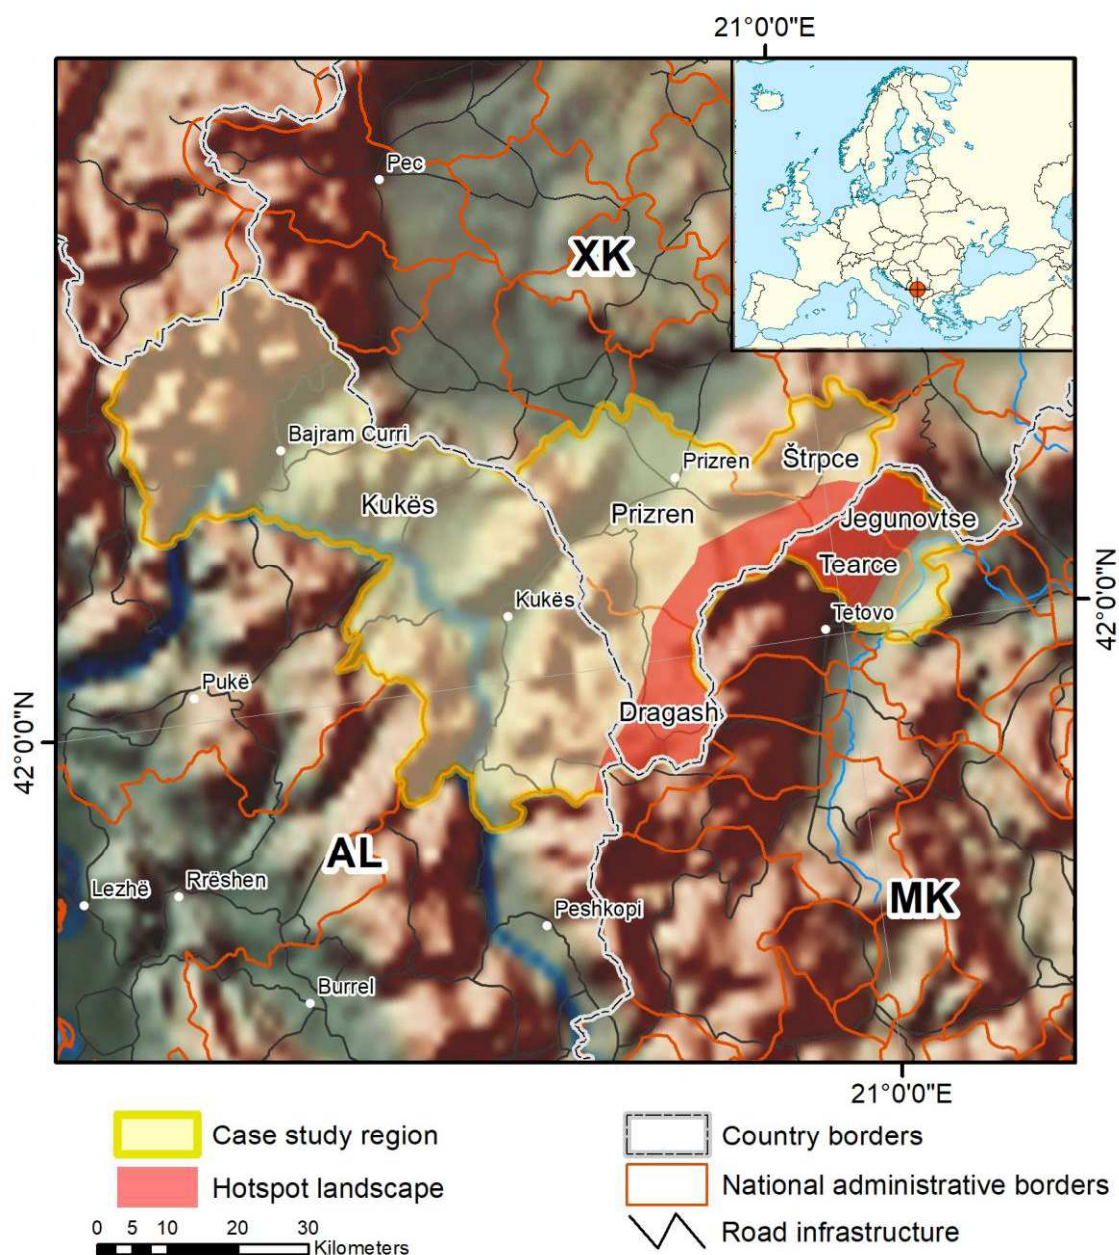 21°0'0"E
Pec
XK
Bajram Curri
Prizren
Štrpce
Kukës
Prizren
Jegunovtse
Tearce
42°0'0"N
Kukës
Tetovo
Pukë
Dragash
42°0'0"N
AL
MK
Lezhë
Rrëshen
Peshkopi
Burrel
21°0'0"E
Case study region
Country borders
Hotspot landscape
National administrative borders
0 5 10 20 30
Kilometers
Road infrastructure